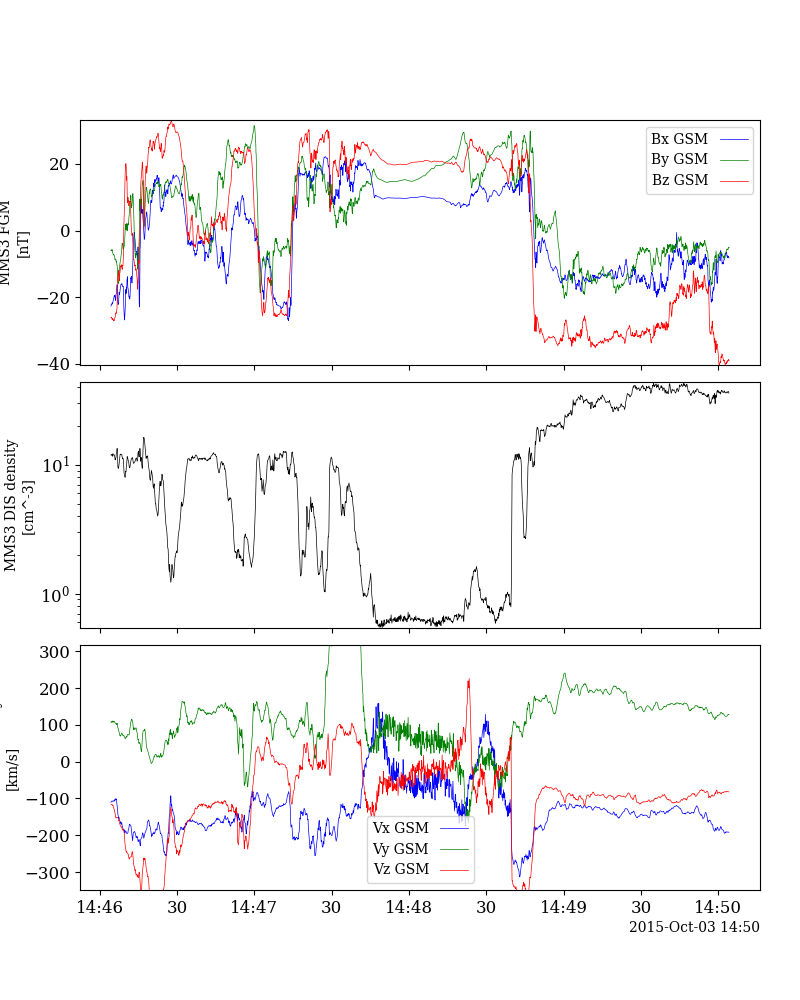 MMS3 FGM
[nT]
20
0
−20
−40
Bx GSM
By GSM
Bz GSM
MMS3 DIS density
[cm^-3]
10^1
10^0
[km/s]
300
200
100
0
−100
−200
−300
Vx GSM
Vy GSM
Vz GSM
14:46 30 14:47 30 14:48 30 14:49 30 14:50
2015-Oct-03 14:50